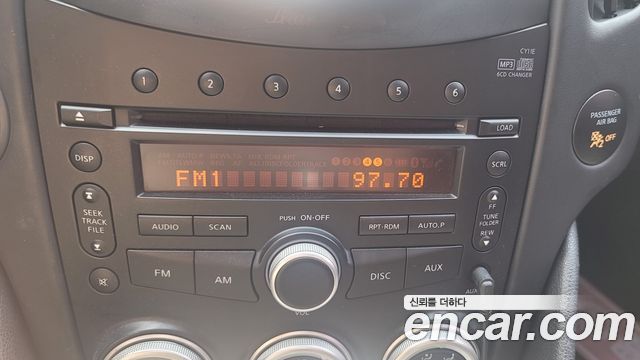 CY11E
MP3
6CD CHANGER
1 2 3 4 5 6
LOAD
PASSENGER
AIR BAG
OFF
DISP
SCRL
FM1
97.70
SEEK
TRACK
FILE
FF
TUNE
FOLDER
REW
AUDIO
SCAN
PUSH ON·OFF
RPT·RDM
AUTO.P
FM
AM
VOL
DISC
AUX
AUX
신뢰를 더하다
encar.com